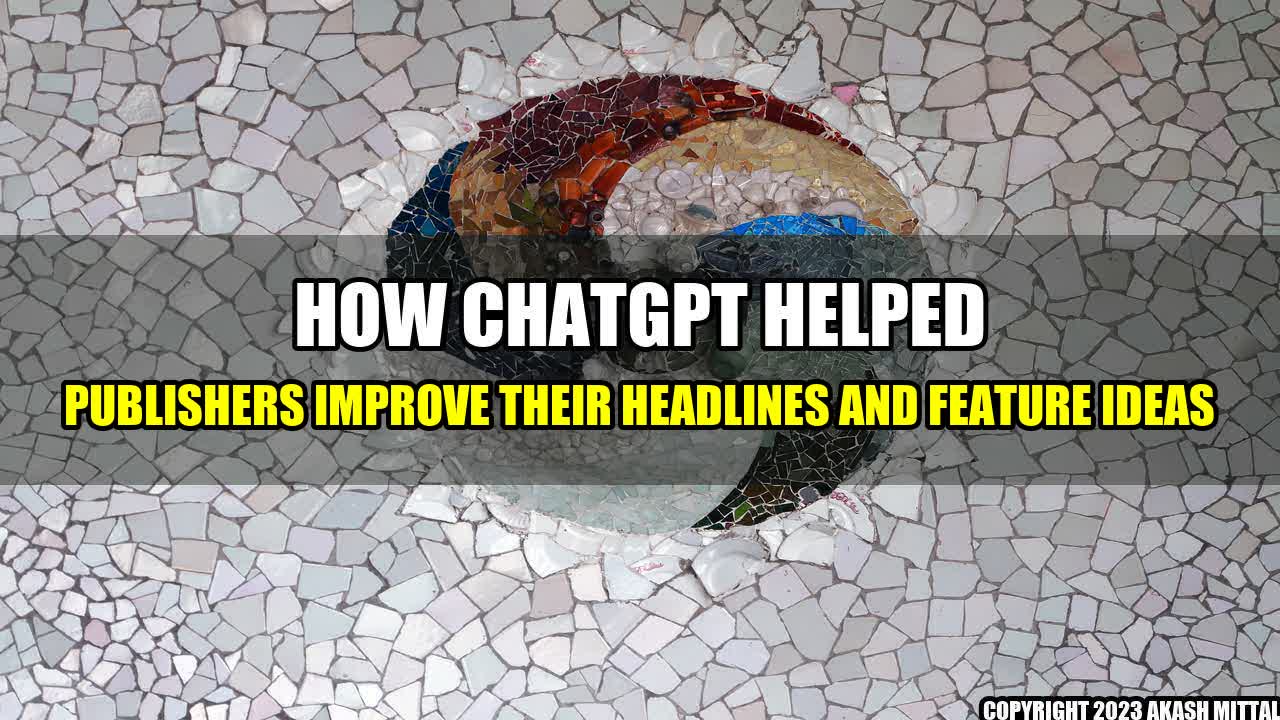 HOW CHATGPT HELPED
PUBLISHERS IMPROVE THEIR HEADLINES AND FEATURE IDEAS
COPYRIGHT 2023 AKASH MITTAL